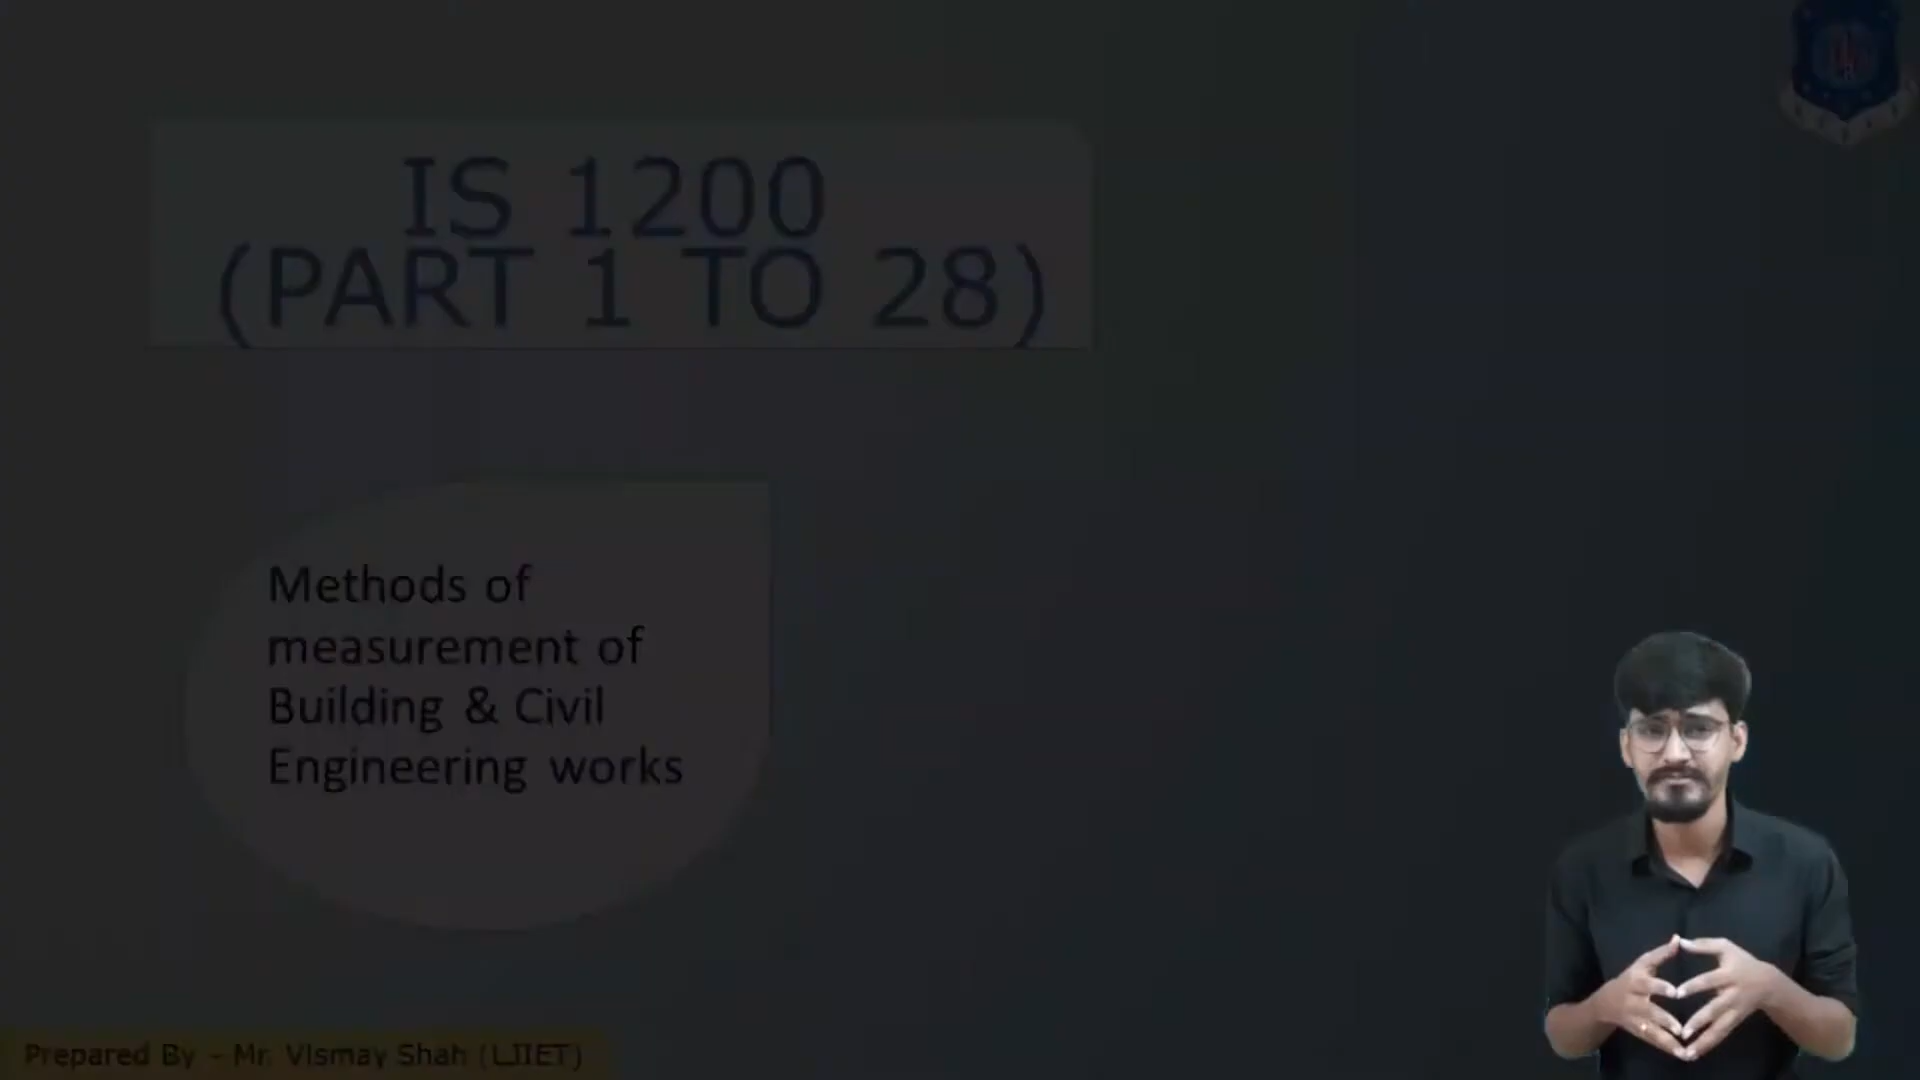 IS 1200
(PART 1 TO 28)
Methods of
measurement of
Building & Civil
Engineering works
Prepared By - Mr. Vismay Shah (LJIET)